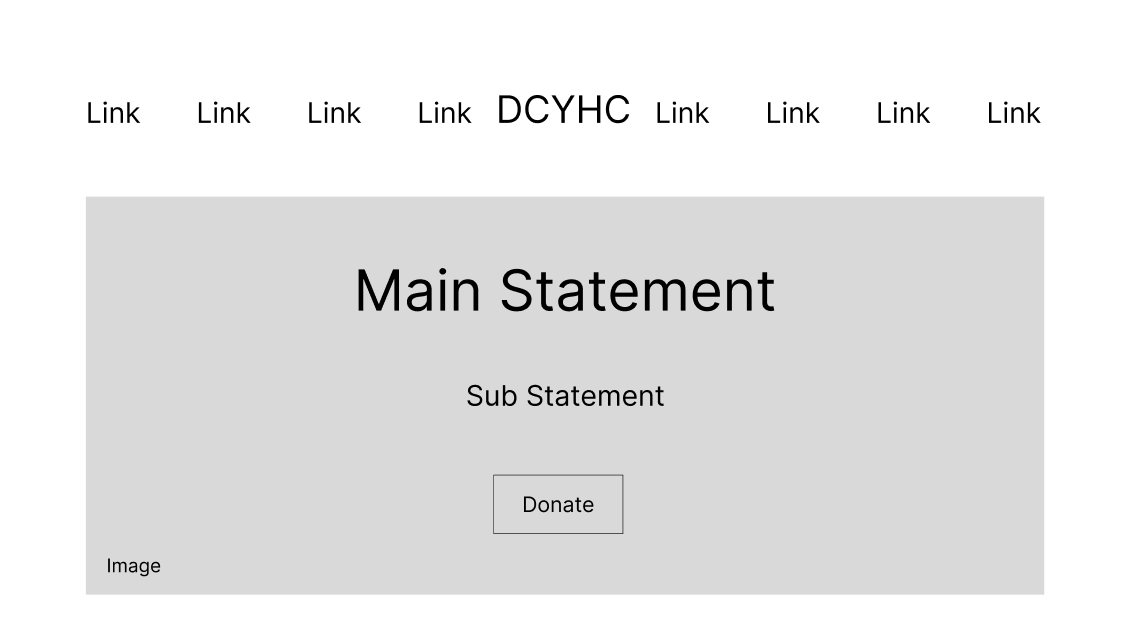 Link Link Link Link DCYHC Link Link Link Link
Main Statement
Sub Statement
Donate
Image